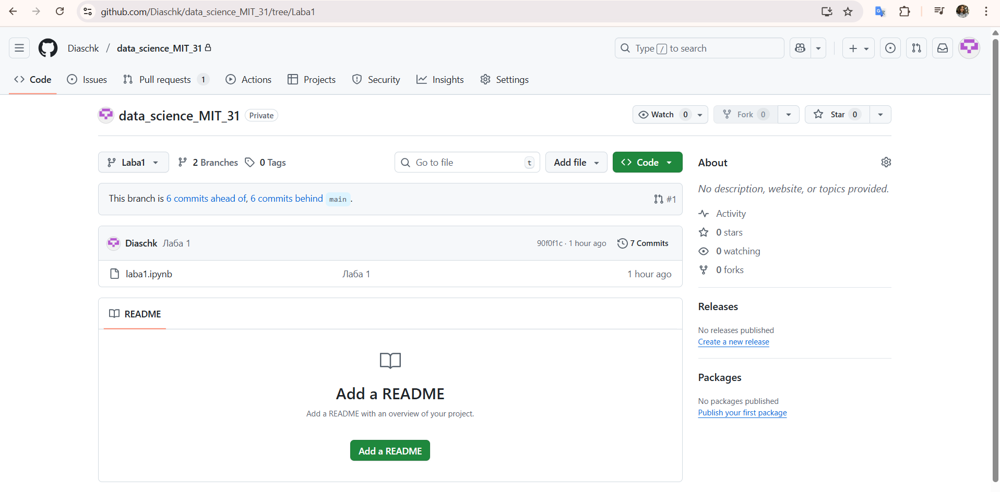 github.com/Diaschk/data_science_MIT_31/tree/Laba1
Diaschk / data_science_MIT_31
Type / to search
Code Issues Pull requests 1 Actions Projects Security Insights Settings
data_science_MIT_31 Private
Watch 0 Fork 0 Star 0
Laba1 2 Branches 0 Tags Go to file t Add file Code
About
No description, website, or topics provided.
This branch is 6 commits ahead of, 6 commits behind main . #1
Activity
0 stars
0 watching
0 forks
Diaschk Лаба 1 90f0f1c · 1 hour ago 7 Commits
laba1.ipynb Лаба 1 1 hour ago
Releases
No releases published
Create a new release
README
Packages
No packages published
Publish your first package
Add a README
Add a README with an overview of your project.
Add a README